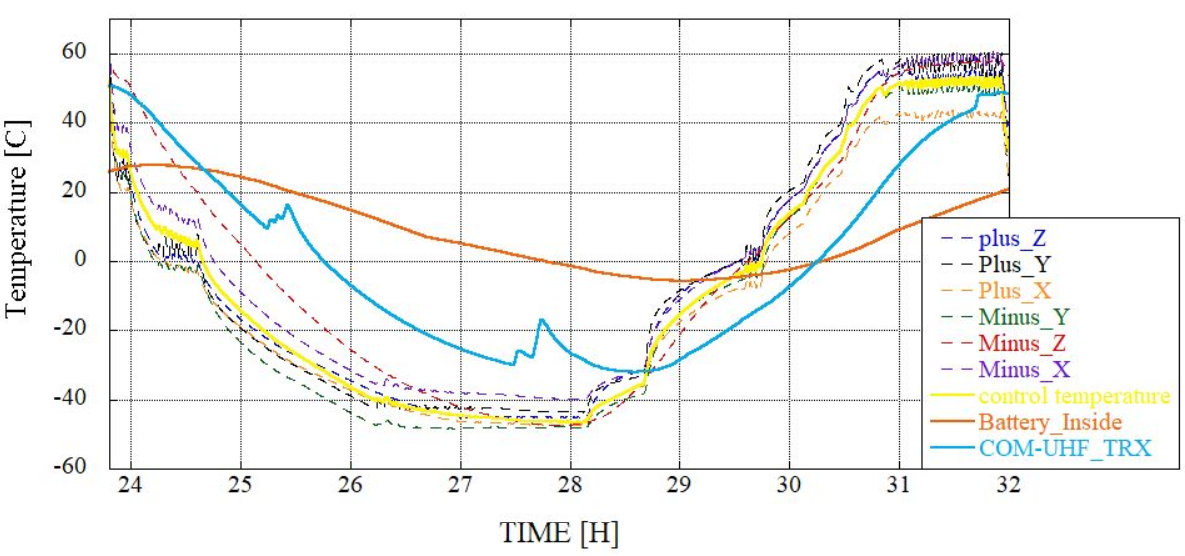 60
40
20
0
-20
-40
-60
Temperature [C]
24 25 26 27 28 29 30 31 32
TIME [H]
plus_Z
Plus_Y
Plus_X
Minus_Y
Minus_Z
Minus_X
control temperature
Battery_Inside
COM-UHF_TRX